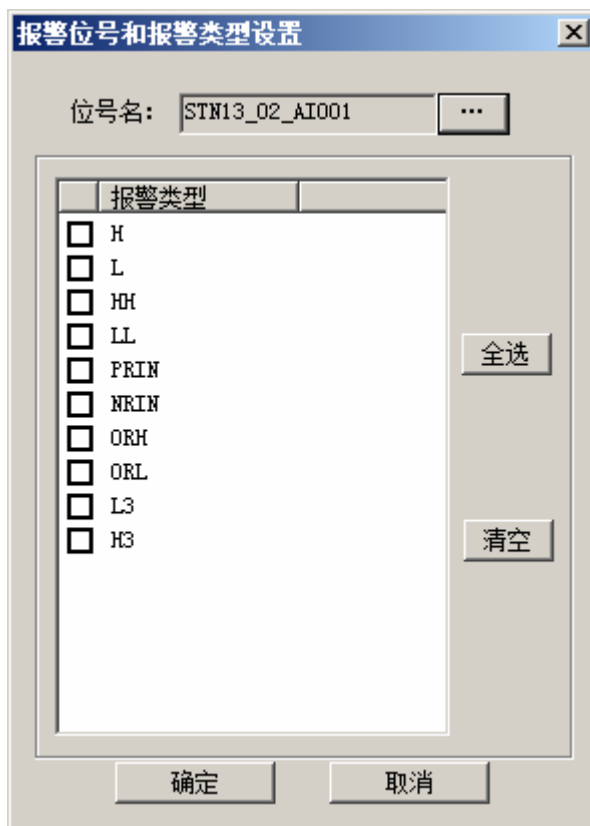 报警位号和报警类型设置
位号名： STN13_02_AI001 ...
报警类型
H
L
HH
LL
PRIN
NRIN
ORH
ORL
L3
H3
全选
清空
确定 取消